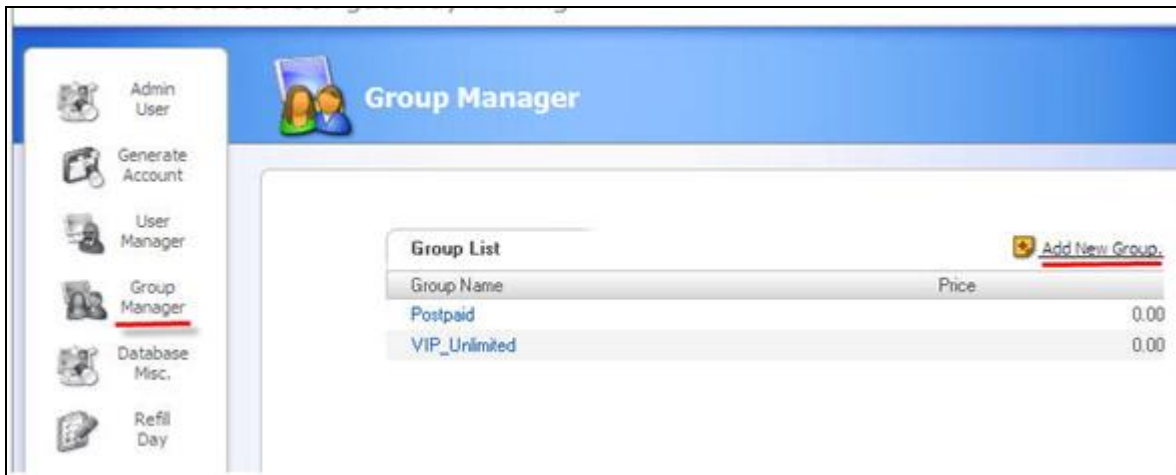 Admin
User
Generate
Account
User
Manager
Group
Manager
Database
Misc.
Refill
Day
Group Manager
Group List
Add New Group.
Group Name Price
Postpaid 0.00
VIP_Unlimited 0.00